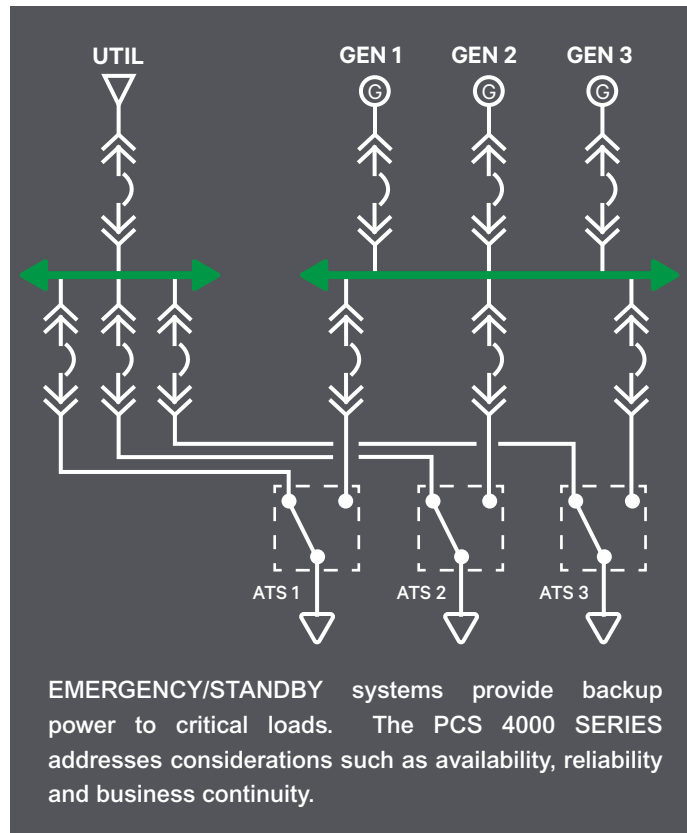 UTIL GEN 1 GEN 2 GEN 3
G G G
ATS 1 ATS 2 ATS 3
EMERGENCY/STANDBY systems provide backup
power to critical loads. The PCS 4000 SERIES
addresses considerations such as availability, reliability
and business continuity.